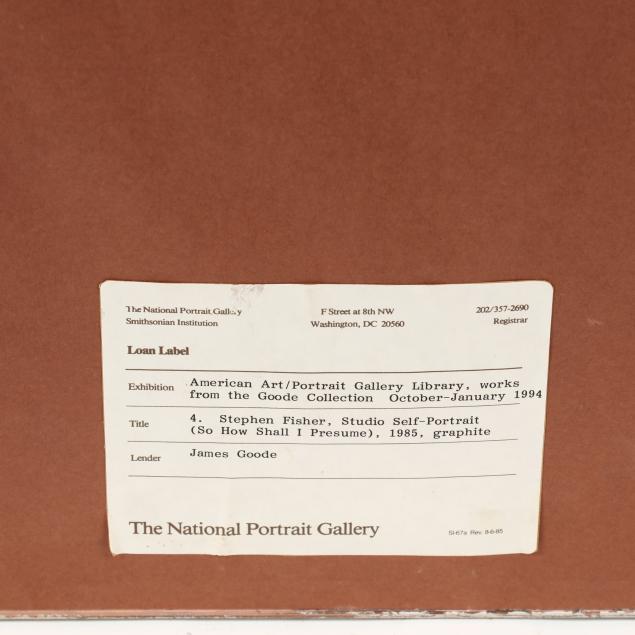 The National Portrait Gallery F Street at 8th NW 202/357-2690
Smithsonian Institution Washington, DC 20560 Registrar
Loan Label
Exhibition American Art/Portrait Gallery Library, works
from the Goode Collection October-January 1994
Title 4. Stephen Fisher, Studio Self-Portrait
(So How Shall I Presume), 1985, graphite
Lender James Goode
The National Portrait Gallery SI-67a Rev. 8-6-85